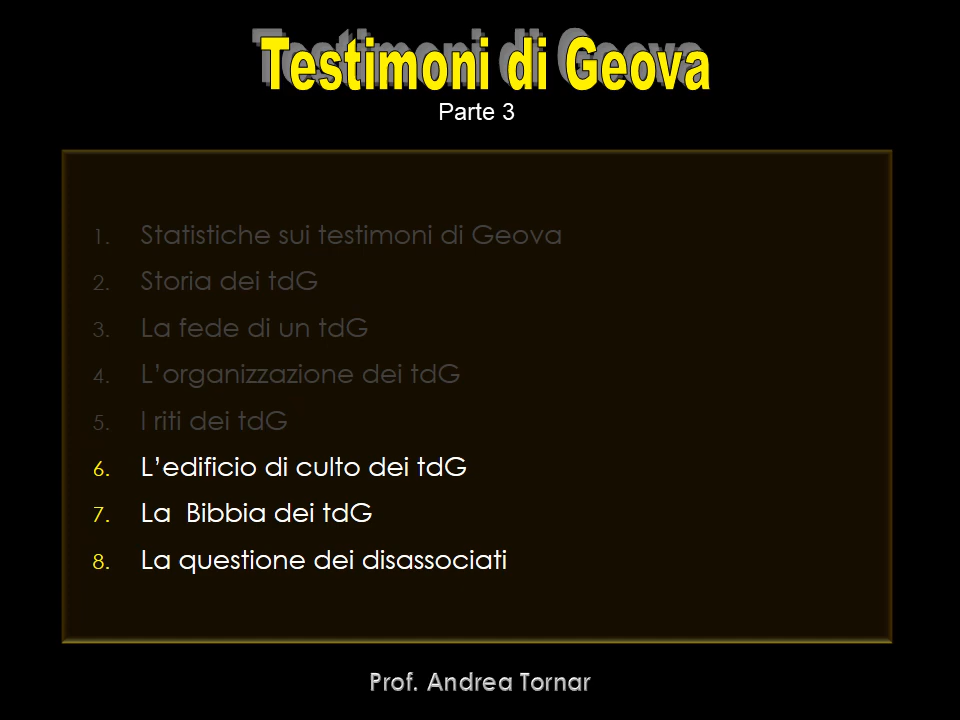 Testimoni di Geova
Parte 3
1. Statistiche sui testimoni di Geova
2. Storia dei tdG
3. La fede di un tdG
4. L’organizzazione dei tdG
5. I riti dei tdG
6. L’edificio di culto dei tdG
7. La Bibbia dei tdG
8. La questione dei disassociati
Prof. Andrea Tornar